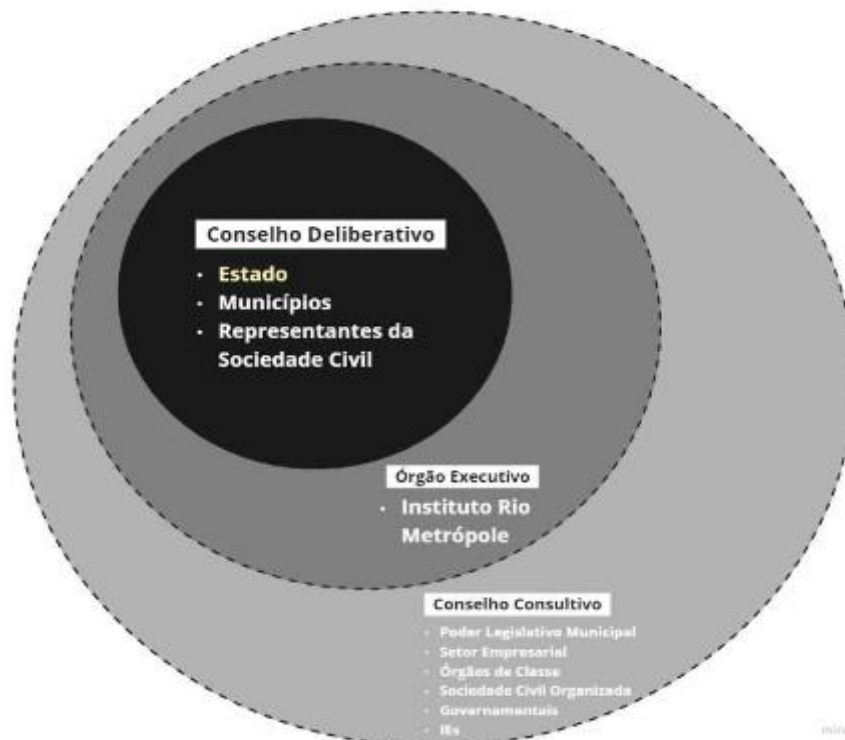 Conselho Deliberativo
• Estado
• Municípios
• Representantes da
Sociedade Civil
Órgão Executivo
• Instituto Rio
Metrópole
Conselho Consultivo
• Poder Legislativo Municipal
• Setor Empresarial
• Órgãos de Classe
• Sociedade Civil Organizada
• Governamentais
• IEs